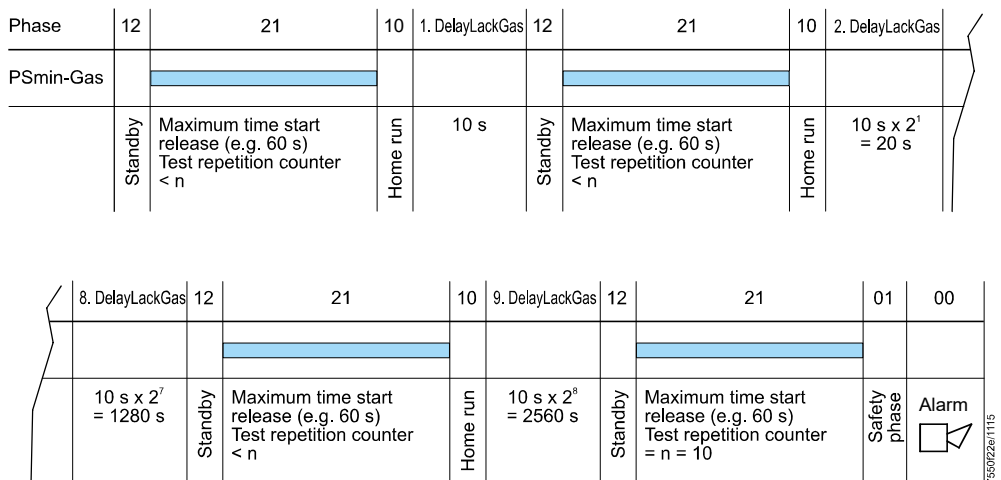 Phase 12 21 10 1. DelayLackGas 12 21 10 2. DelayLackGas
PSmin-Gas
Standby
Maximum time start
release (e.g. 60 s)
Test repetition counter
< n
Home run
10 s
Standby
Maximum time start
release (e.g. 60 s)
Test repetition counter
< n
Home run
10 s x 2¹
= 20 s
8. DelayLackGas 12 21 10 9. DelayLackGas 12 21 01 00
10 s x 2⁷
= 1280 s
Standby
Maximum time start
release (e.g. 60 s)
Test repetition counter
< n
Home run
10 s x 2⁸
= 2560 s
Standby
Maximum time start
release (e.g. 60 s)
Test repetition counter
= n = 10
Safety
phase
Alarm
7550f22e/1115